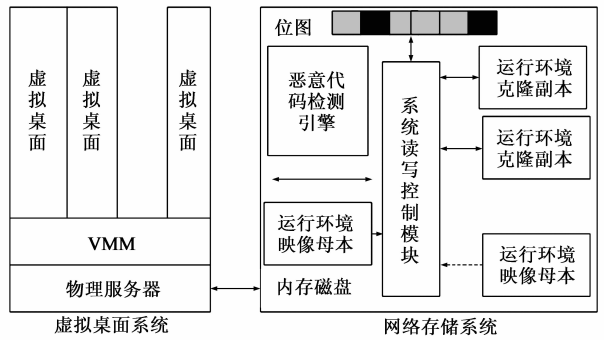 虚拟桌面
虚拟桌面
虚拟桌面
VMM
物理服务器
虚拟桌面系统
位图
恶意代
码检测
引擎
运行环境
映像母本
内存磁盘
系统读写控制模块
运行环境
克隆副本
运行环境
克隆副本
运行环境
映像母本
网络存储系统